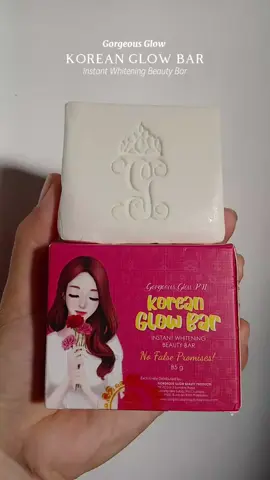 Gorgeous Glow
KOREAN GLOW BAR
Instant Whitening Beauty Bar
G
Gorgeous Glow PH
Korean
Glow Bar
INSTANT WHITENING
BEAUTY BAR
No False Promises!
85 g